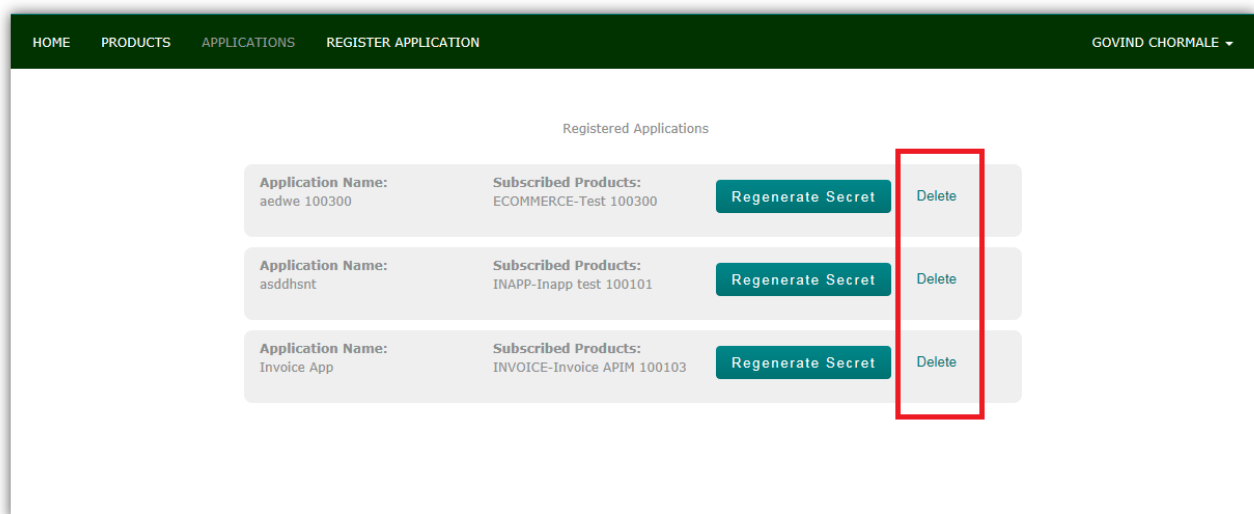 HOME PRODUCTS APPLICATIONS REGISTER APPLICATION GOVIND CHORMALE
Registered Applications
Application Name: Subscribed Products:
aedwe 100300 ECOMMERCE-Test 100300 Regenerate Secret Delete
Application Name: Subscribed Products:
asddhsnt INAPP-Inapp test 100101 Regenerate Secret Delete
Application Name: Subscribed Products:
Invoice App INVOICE-Invoice APIM 100103 Regenerate Secret Delete